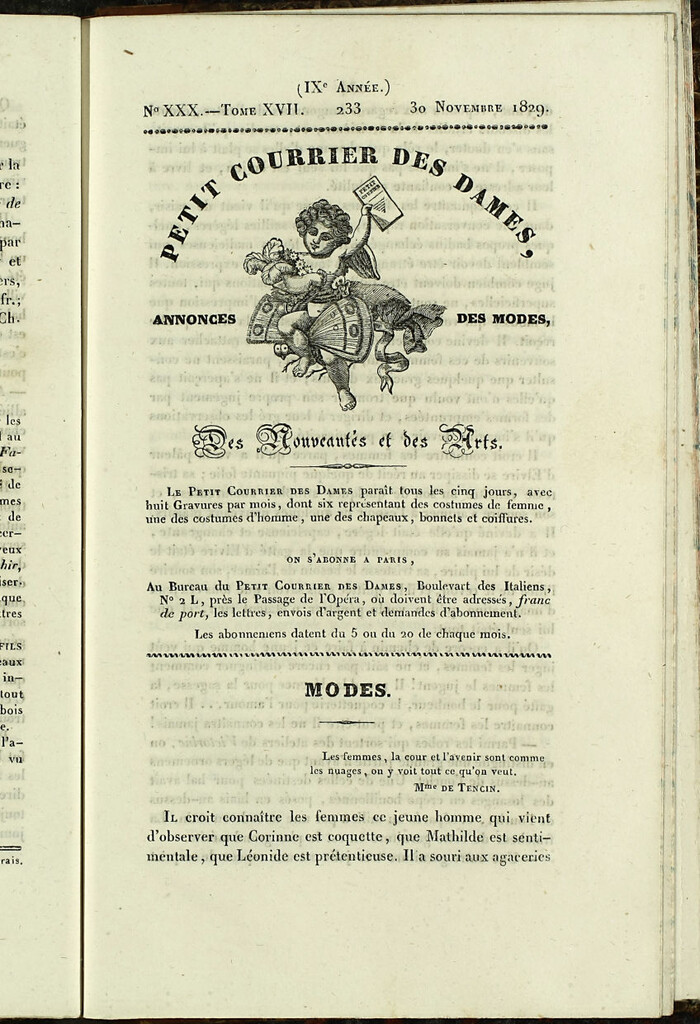 (IXe Année.)
No XXX.—Tome XVII. 233 30 Novembre 1829.
PETIT COURRIER DES DAMES,
PETIT COURRIER
ANNONCES DES MODES,
Des Nouveautés et des Arts.
Le Petit Courrier des Dames paraît tous les cinq jours, avec
huit Gravures par mois, dont six représentant des costumes de femme,
une des costumes d'homme, une des chapeaux, bonnets et coiffures.
ON S'ABONNE A PARIS,
Au Bureau du Petit Courrier des Dames, Boulevart des Italiens,
No 2 L, près le Passage de l'Opéra, où doivent être adressés, franc
de port, les lettres, envois d'argent et demandes d'abonnement.
Les abonnemens datent du 5 ou du 20 de chaque mois.
MODES.
Les femmes, la cour et l'avenir sont comme
les nuages, on y voit tout ce qu'on veut.
Mme de Tencin.
Il croit connaître les femmes ce jeune homme qui vient
d'observer que Corinne est coquette, que Mathilde est senti-
mentale, que Léonide est prétentieuse. Il a souri aux agaceries